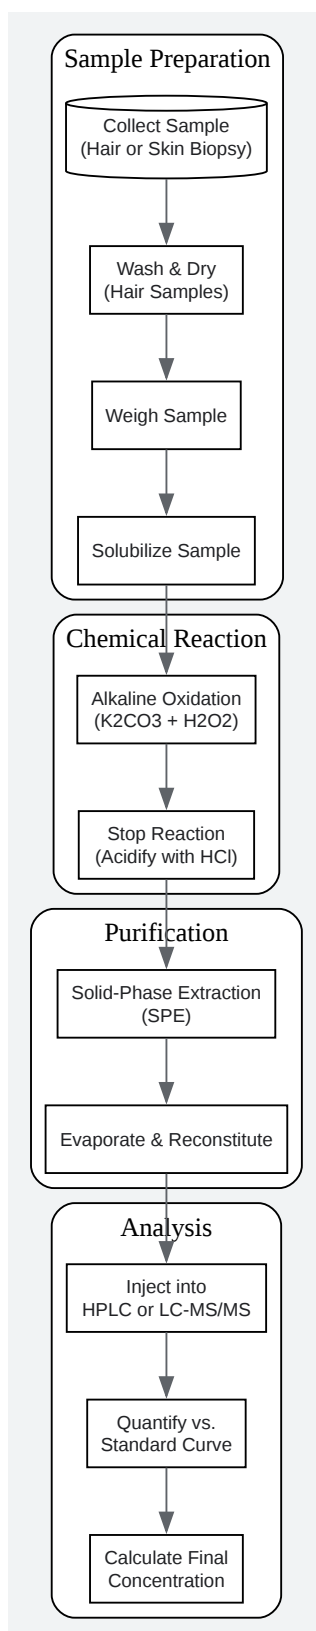 Sample Preparation
Collect Sample
(Hair or Skin Biopsy)
Wash & Dry
(Hair Samples)
Weigh Sample
Solubilize Sample
Chemical Reaction
Alkaline Oxidation
(K2CO3 + H2O2)
Stop Reaction
(Acidify with HCl)
Purification
Solid-Phase Extraction
(SPE)
Evaporate & Reconstitute
Analysis
Inject into
HPLC or LC-MS/MS
Quantify vs.
Standard Curve
Calculate Final
Concentration